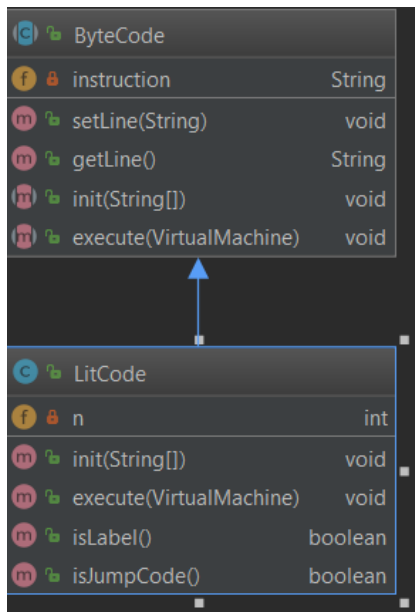 C ByteCode
f instruction String
m setLine(String) void
m getLine() String
m init(String[]) void
m execute(VirtualMachine) void
C LitCode
f n int
m init(String[]) void
m execute(VirtualMachine) void
m isLabel() boolean
m isJumpCode() boolean